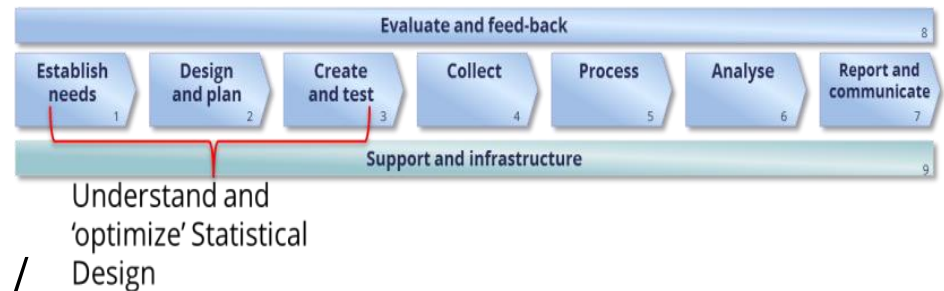 Evaluate and feed-back
8
Establish
needs
1
Design
and plan
2
Create
and test
3
Collect
4
Process
5
Analyse
6
Report and
communicate
7
Support and infrastructure
9
Understand and
‘optimize’ Statistical
/ Design